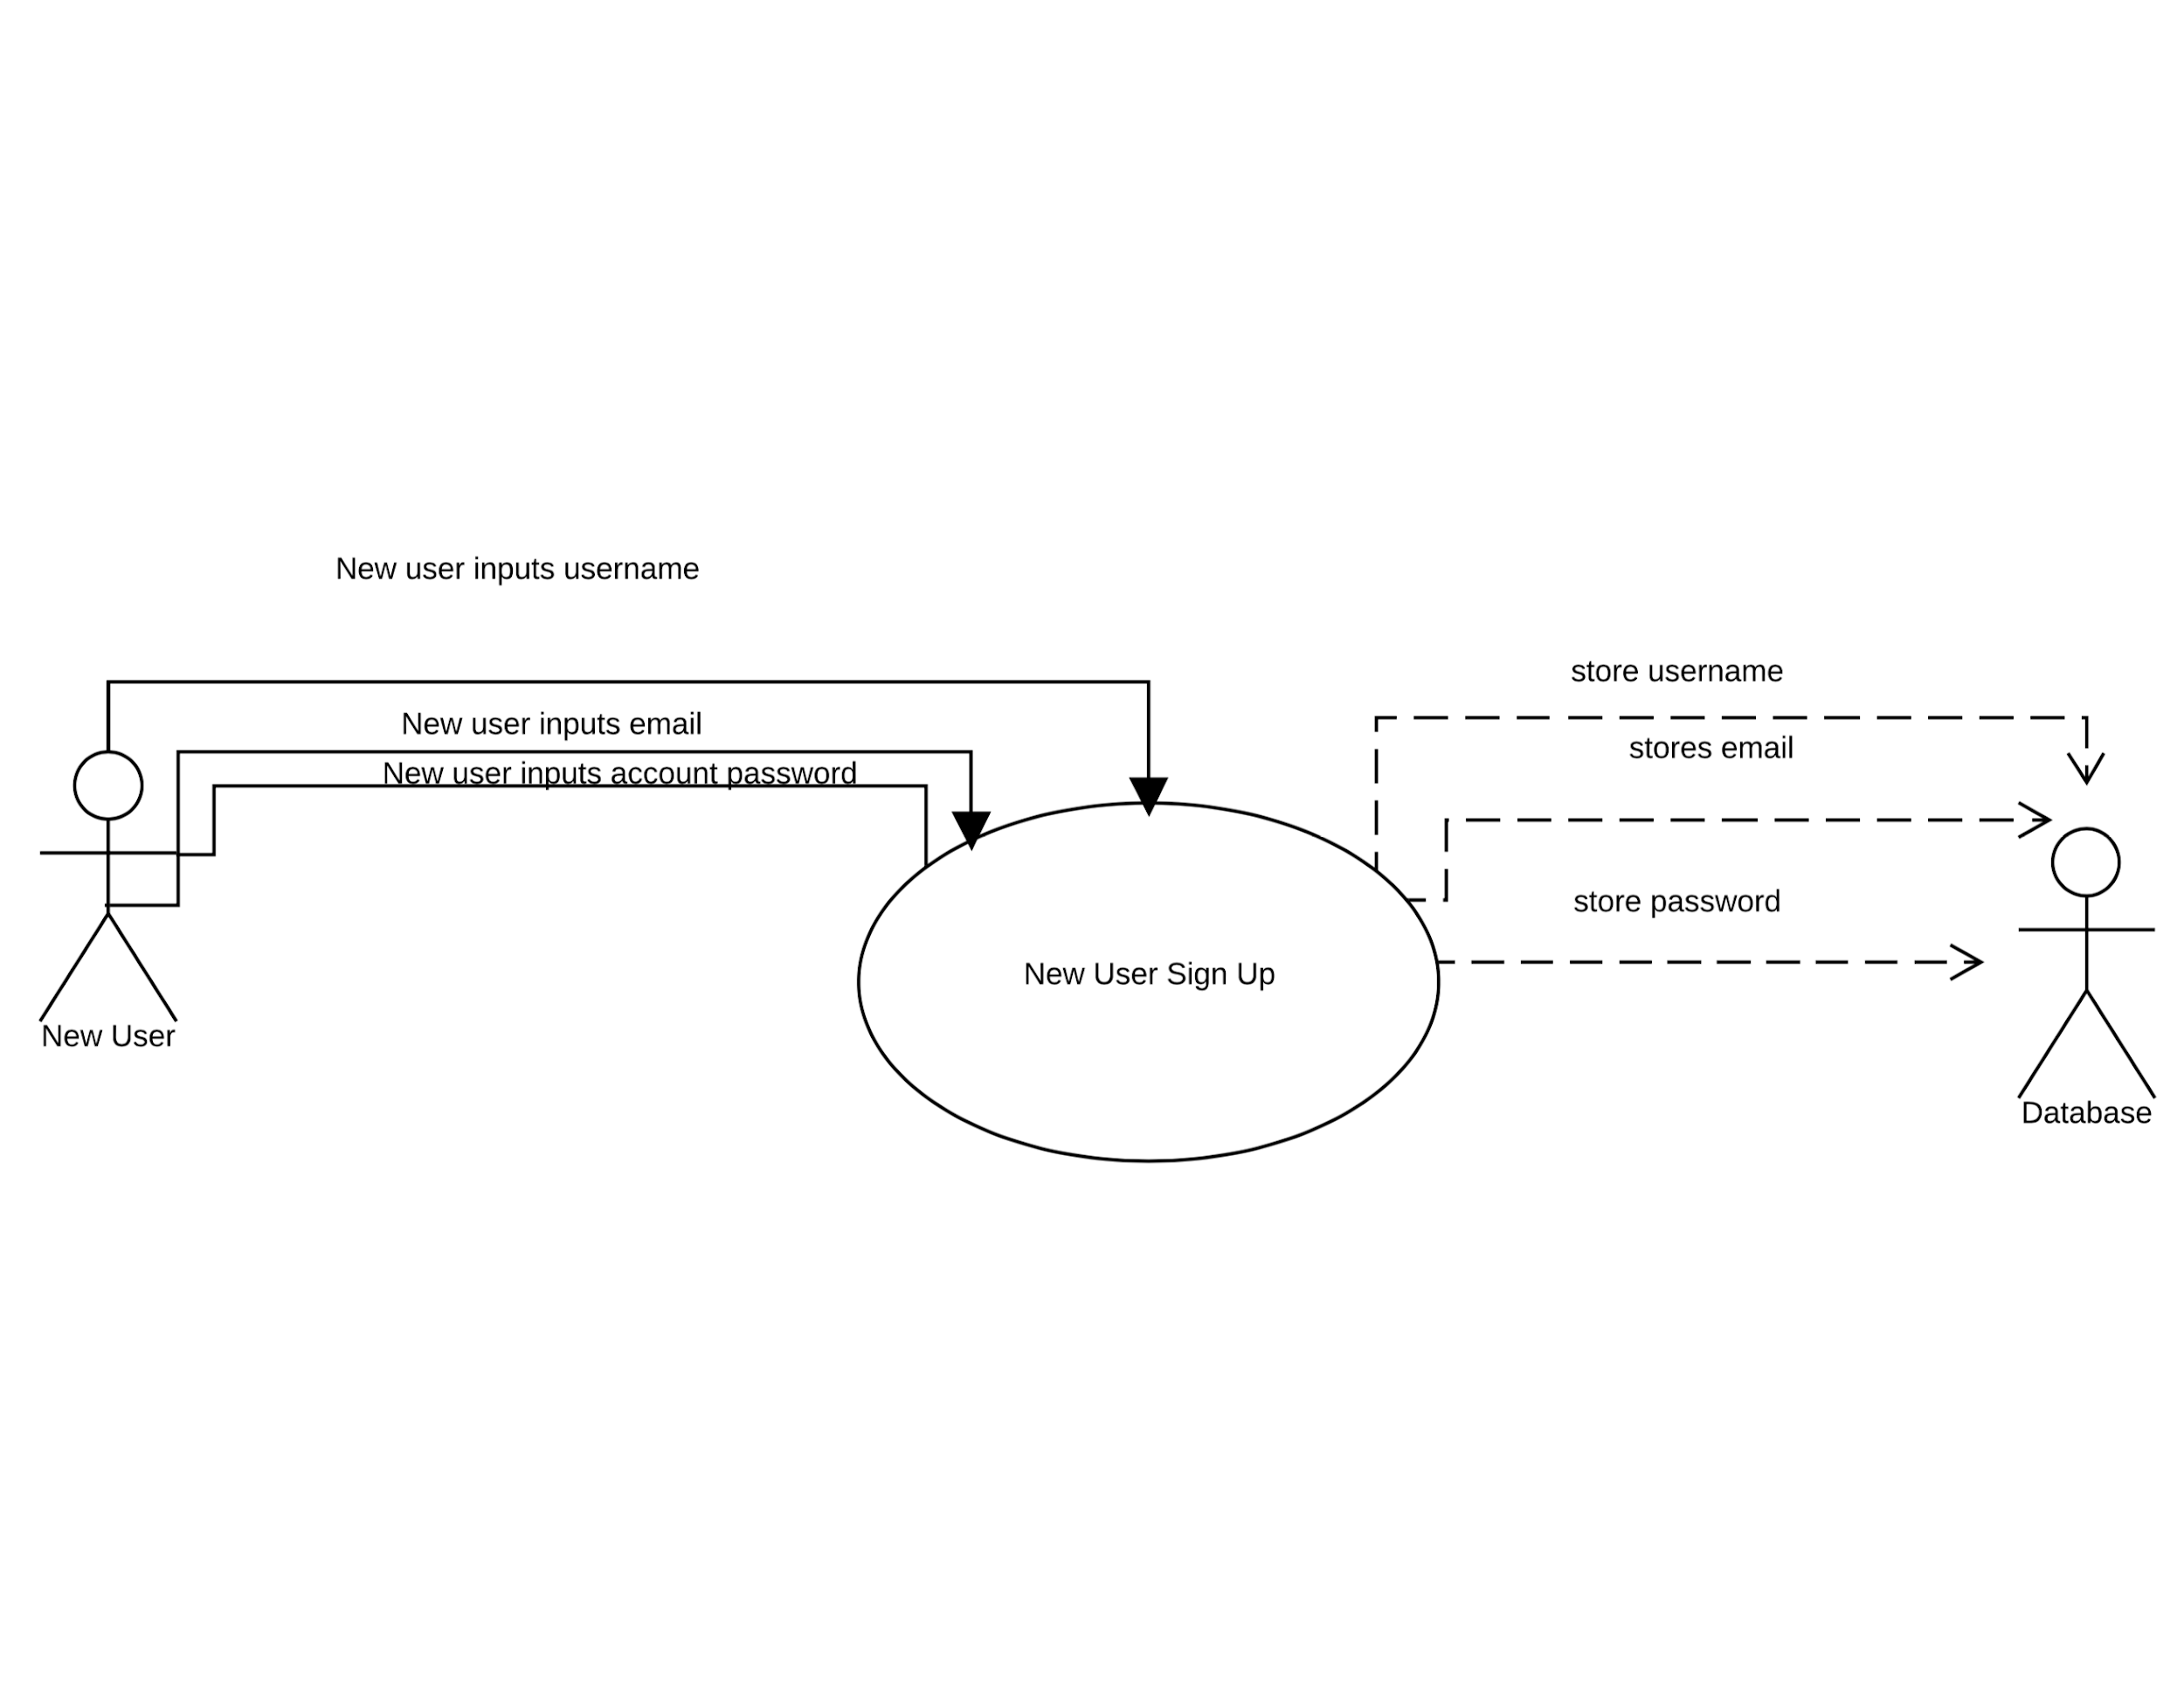 New user inputs username
store username
New user inputs email
stores email
New user inputs account password
store password
New User Sign Up
New User
Database